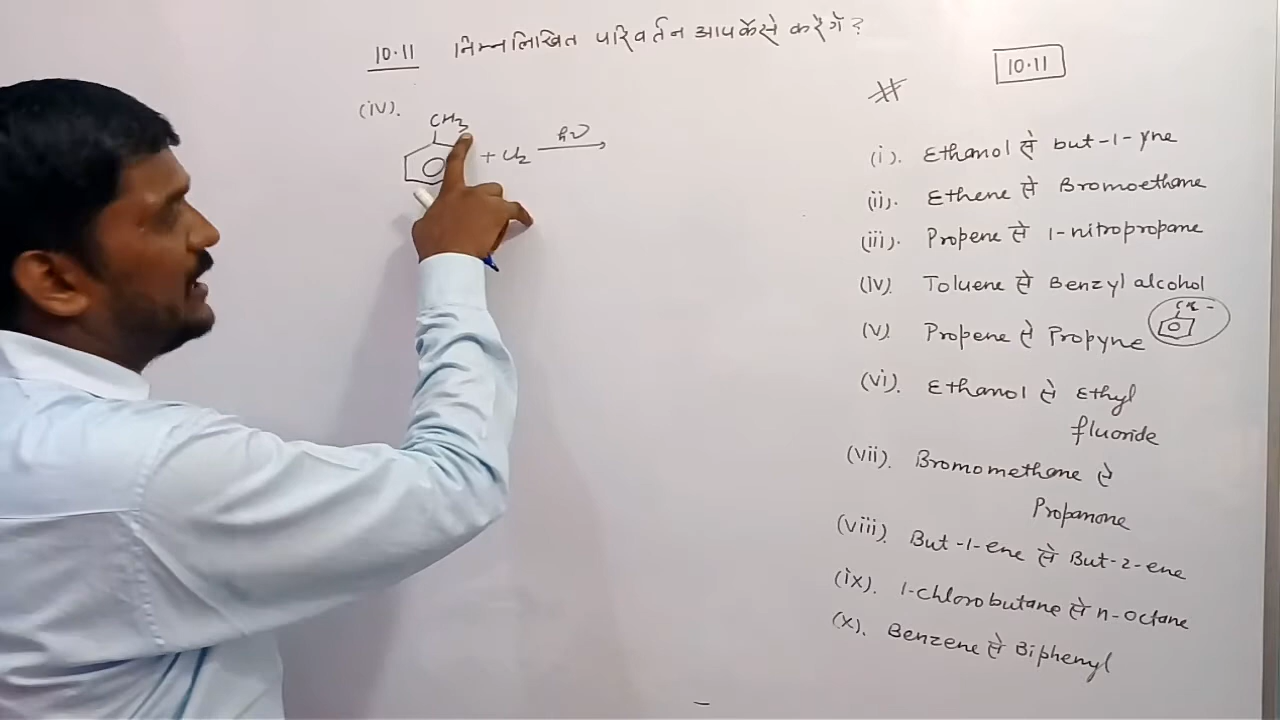 10.11 निम्नलिखित परिवर्तन आप कैसे करेंगे?
(iv).
CH3
+ Cl2 hν
10.11
#
(i). Ethanol से but-1-yne
(ii). Ethene से Bromoethane
(iii). Propene से 1-nitropropane
(iv). Toluene से Benzyl alcohol
(v). Propene से Propyne
(vi). Ethanol से Ethyl
fluoride
(vii). Bromomethane से
Propanone
(viii). But-1-ene से But-2-ene
(ix). 1-chlorobutane से n-octane
(x). Benzene से Biphenyl